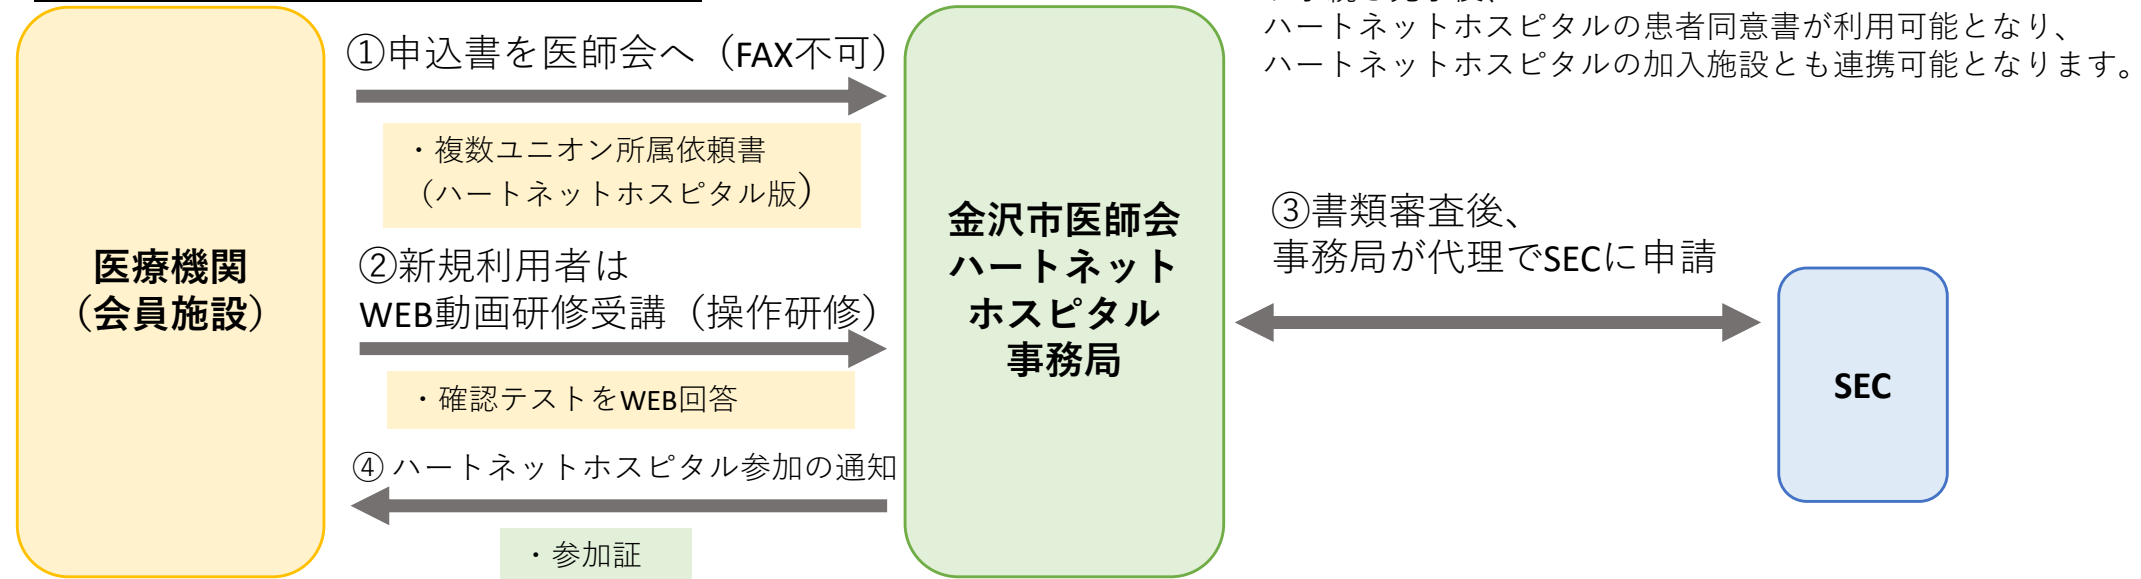 ハートネットホスピタルの患者同意書が利用可能となり、
ハートネットホスピタルの加入施設とも連携可能となります。
①申込書を医師会へ（FAX不可）
・複数ユニオン所属依頼書
（ハートネットホスピタル版）
医療機関
（会員施設）
②新規利用者は
WEB動画研修受講（操作研修）
・確認テストをWEB回答
④ハートネットホスピタル参加の通知
・参加証
金沢市医師会
ハートネット
ホスピタル
事務局
③書類審査後、
事務局が代理でSECに申請
SEC